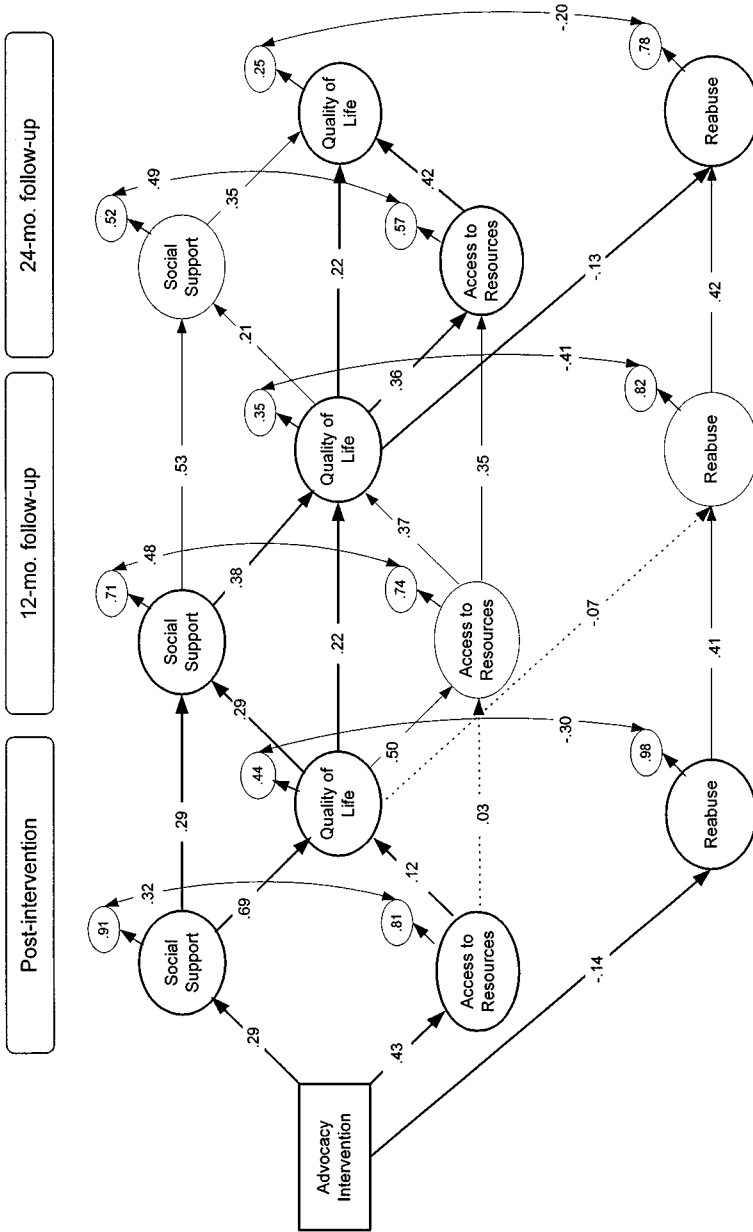 Post-intervention
12-mo. follow-up
24-mo. follow-up
Advocacy
Intervention
.29
.43
-.14
.91
Social
Support
.32
.69
.29
.81
Access to
Resources
.12
.03
.44
Quality of
Life
.29
.50
.22
-.07
-.30
.98
Reabuse
.41
.71
Social
Support
.48
.38
.53
.74
Access to
Resources
.37
.35
.35
Quality of
Life
.21
.22
.36
-.13
-.41
.82
Reabuse
.42
.52
Social
Support
.49
.35
.57
Access to
Resources
.42
.25
Quality of
Life
-.20
.78
Reabuse